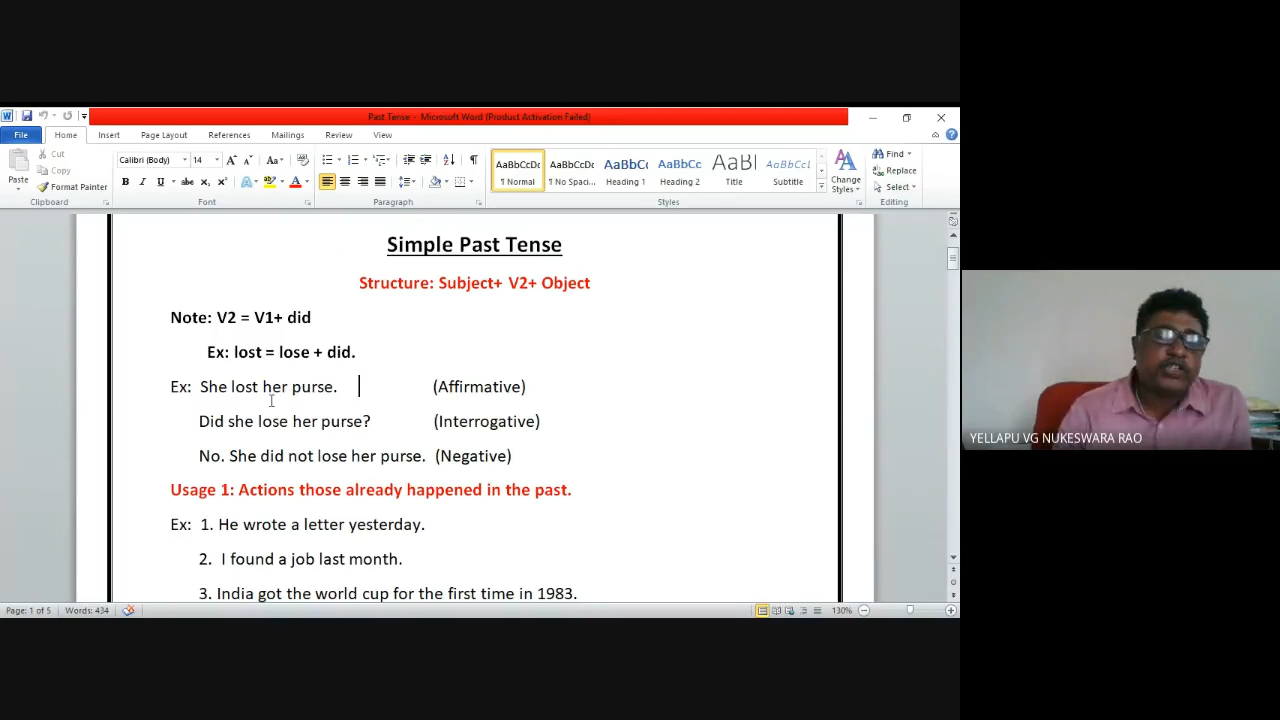 Past Tense - Microsoft Word (Product Activation Failed)
File Home Insert Page Layout References Mailings Review View
Cut
Copy
Format Painter
Paste
Clipboard
Calibri (Body) 14
Font
Paragraph
AaBbCcDc AaBbCcDc AaBbC AaBbCc AaBl AaBbCcl
¶ Normal ¶ No Spaci... Heading 1 Heading 2 Title Subtitle
Change Styles
Styles
Find
Replace
Select
Editing
Simple Past Tense
Structure: Subject+ V2+ Object
Note: V2 = V1+ did
Ex: lost = lose + did.
Ex: She lost her purse. (Affirmative)
Did she lose her purse? (Interrogative)
No. She did not lose her purse. (Negative)
Usage 1: Actions those already happened in the past.
Ex: 1. He wrote a letter yesterday.
2. I found a job last month.
3. India got the world cup for the first time in 1983.
Page: 1 of 5 Words: 434 130%
YELLAPU VG NUKESWARA RAO